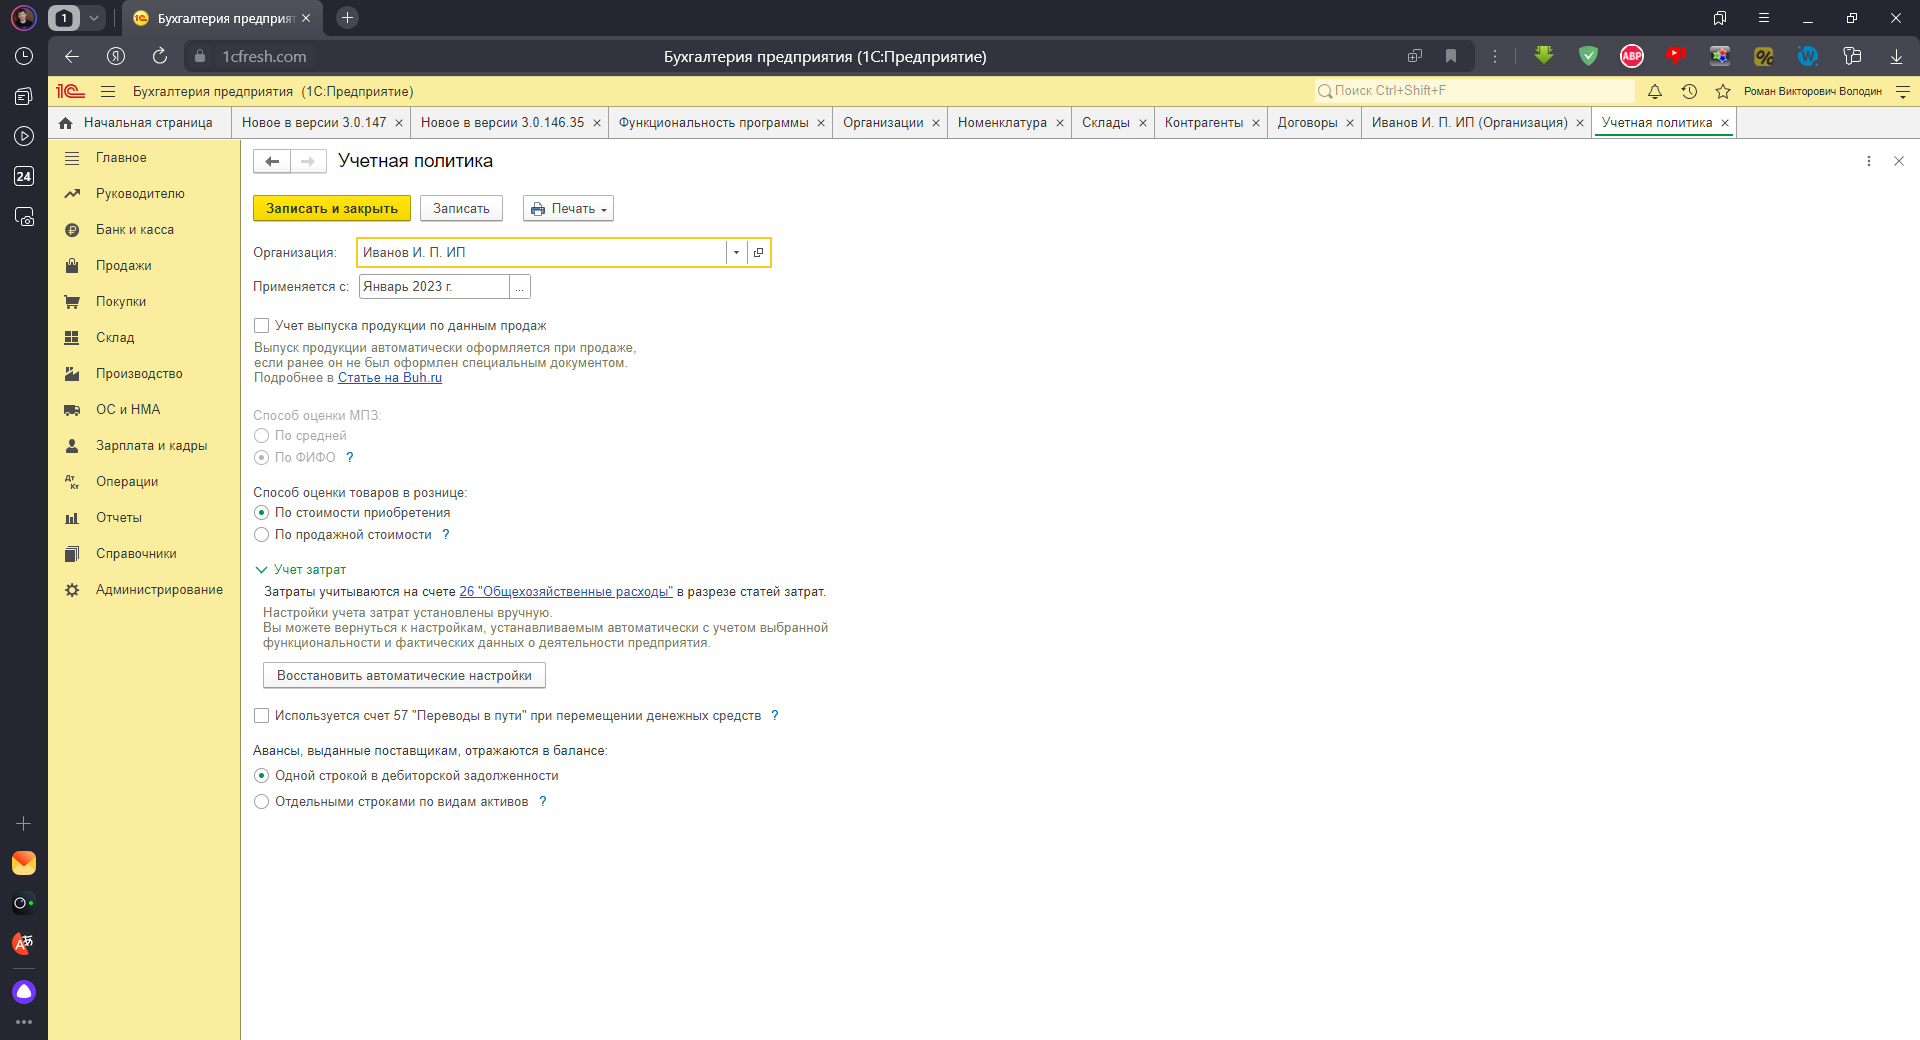 1
Бухгалтерия предприят
1cfresh.com
Бухгалтерия предприятия (1С:Предприятие)
ABP
24
Бухгалтерия предприятия (1С:Предприятие)
Поиск Ctrl+Shift+F
Роман Викторович Володин
Начальная страница
Новое в версии 3.0.147
Новое в версии 3.0.146.35
Функциональность программы
Организации
Номенклатура
Склады
Контрагенты
Договоры
Иванов И. П. ИП (Организация)
Учетная политика
Главное
Руководителю
Банк и касса
Продажи
Покупки
Склад
Производство
ОС и НМА
Зарплата и кадры
Операции
Отчеты
Справочники
Администрирование
Учетная политика
Записать и закрыть
Записать
Печать
Организация: Иванов И. П. ИП
Применяется с: Январь 2023 г. ...
Учет выпуска продукции по данным продаж
Выпуск продукции автоматически оформляется при продаже,
если ранее он не был оформлен специальным документом.
Подробнее в Статье на Buh.ru
Способ оценки МПЗ:
По средней
По ФИФО ?
Способ оценки товаров в рознице:
По стоимости приобретения
По продажной стоимости ?
Учет затрат
Затраты учитываются на счете 26 "Общехозяйственные расходы" в разрезе статей затрат.
Настройки учета затрат установлены вручную.
Вы можете вернуться к настройкам, устанавливаемым автоматически с учетом выбранной
функциональности и фактических данных о деятельности предприятия.
Восстановить автоматические настройки
Используется счет 57 "Переводы в пути" при перемещении денежных средств ?
Авансы, выданные поставщикам, отражаются в балансе:
Одной строкой в дебиторской задолженности
Отдельными строками по видам активов ?